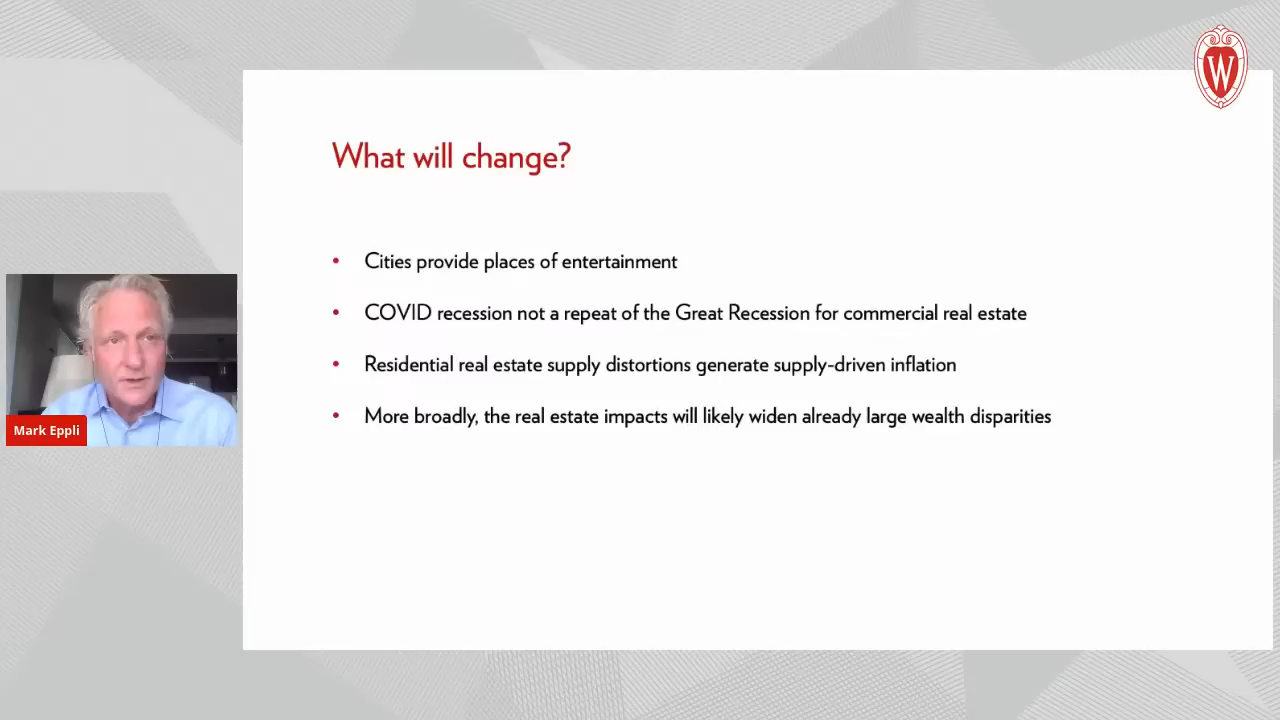 W
What will change?
• Cities provide places of entertainment
• COVID recession not a repeat of the Great Recession for commercial real estate
• Residential real estate supply distortions generate supply-driven inflation
• More broadly, the real estate impacts will likely widen already large wealth disparities
Mark Eppli